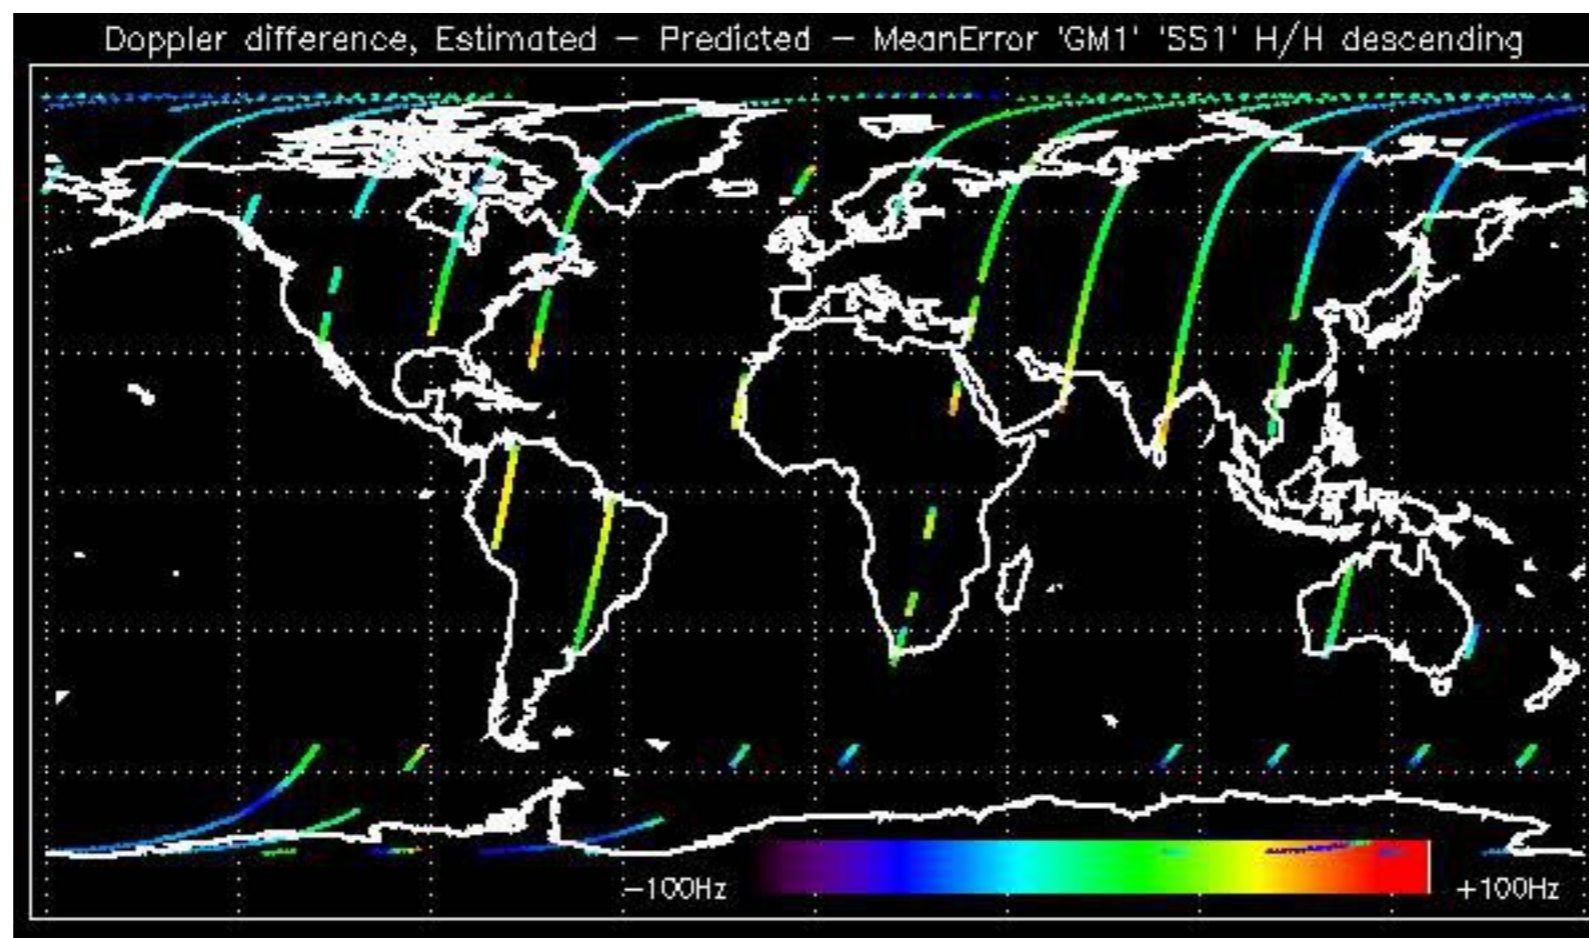 Doppler difference, Estimated – Predicted – MeanError 'GM1' 'SS1' H/H descending
-100Hz
+100Hz